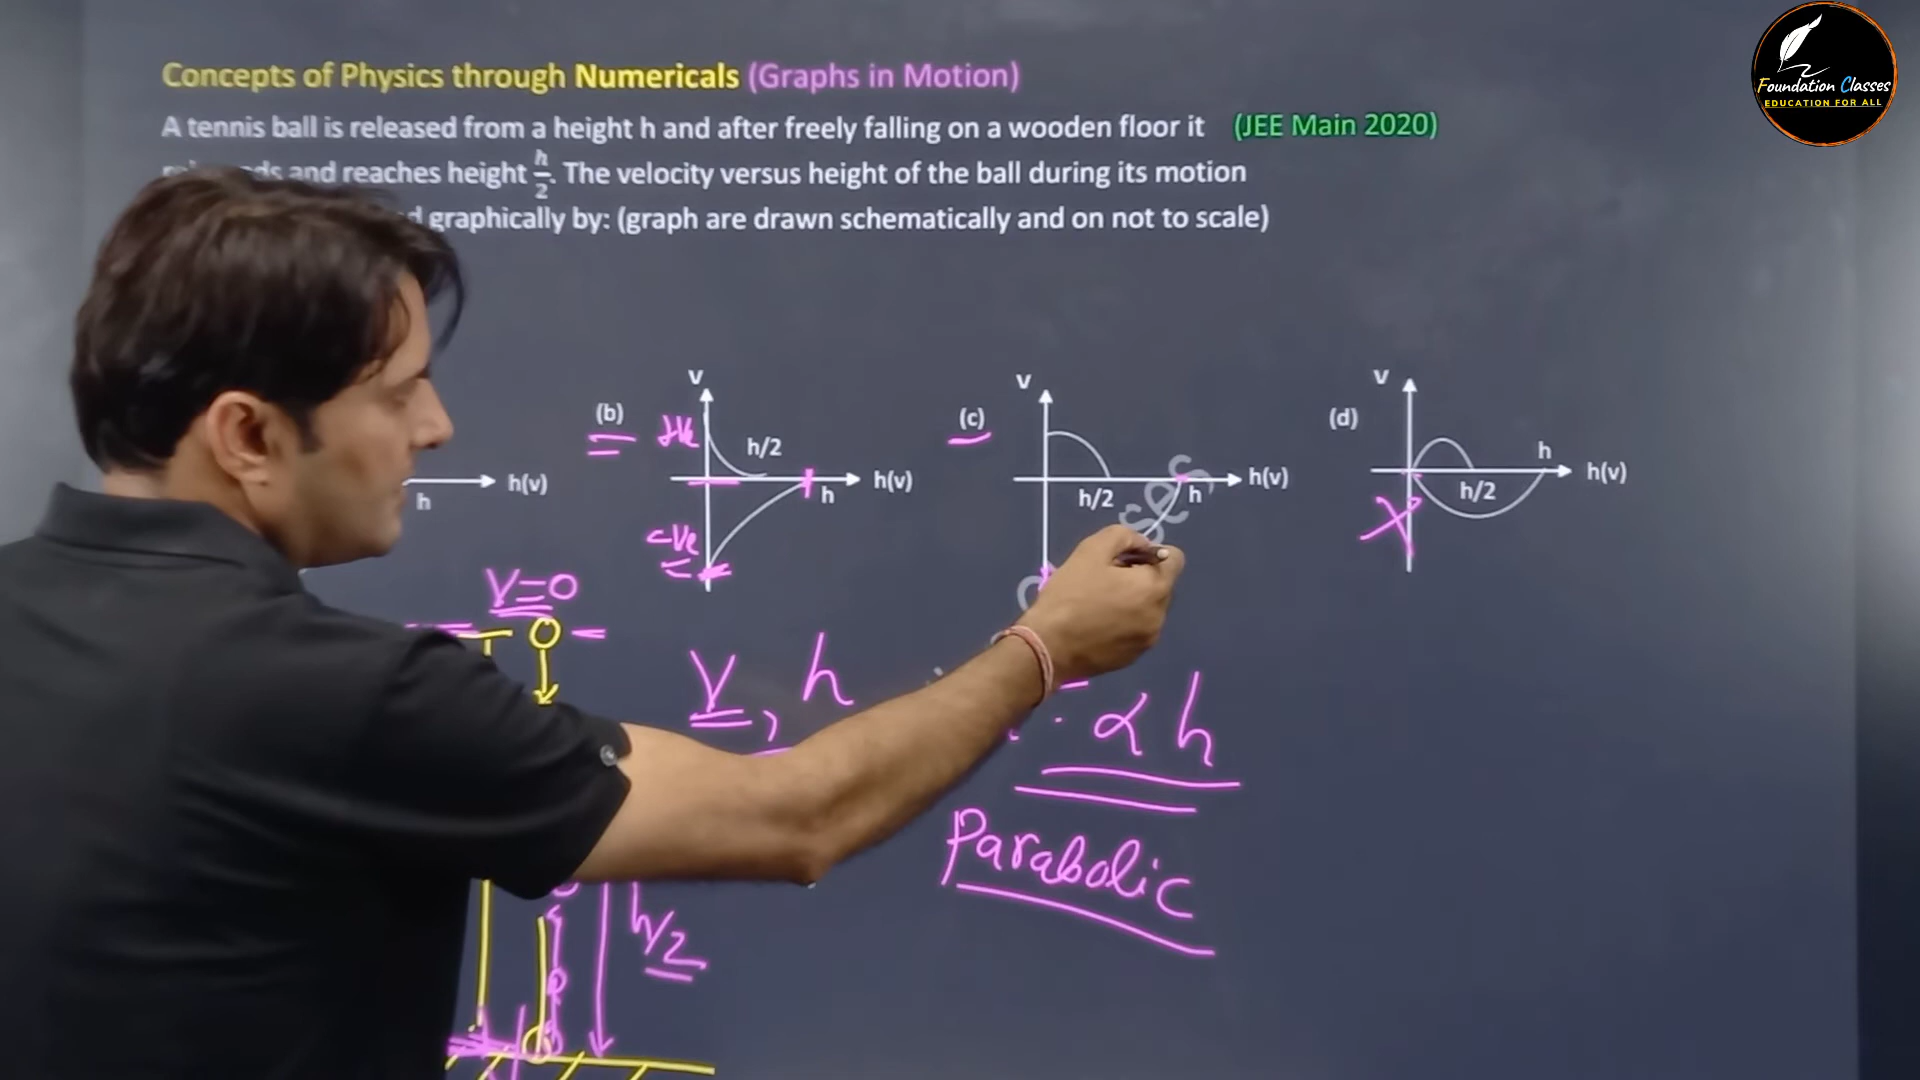 Foundation Classes
EDUCATION FOR ALL
Concepts of Physics through Numericals (Graphs in Motion)
A tennis ball is released from a height h and after freely falling on a wooden floor it (JEE Main 2020)
and reaches height h/2. The velocity versus height of the ball during its motion
graphically by: (graph are drawn schematically and on not to scale)
h(v)
h
(b)
v
+ve
h/2
h(v)
h
-ve
(c)
v
h/2
h(v)
h
(d)
v
h
h/2
h(v)
V=0
V, h
α h
Parabolic
h/2